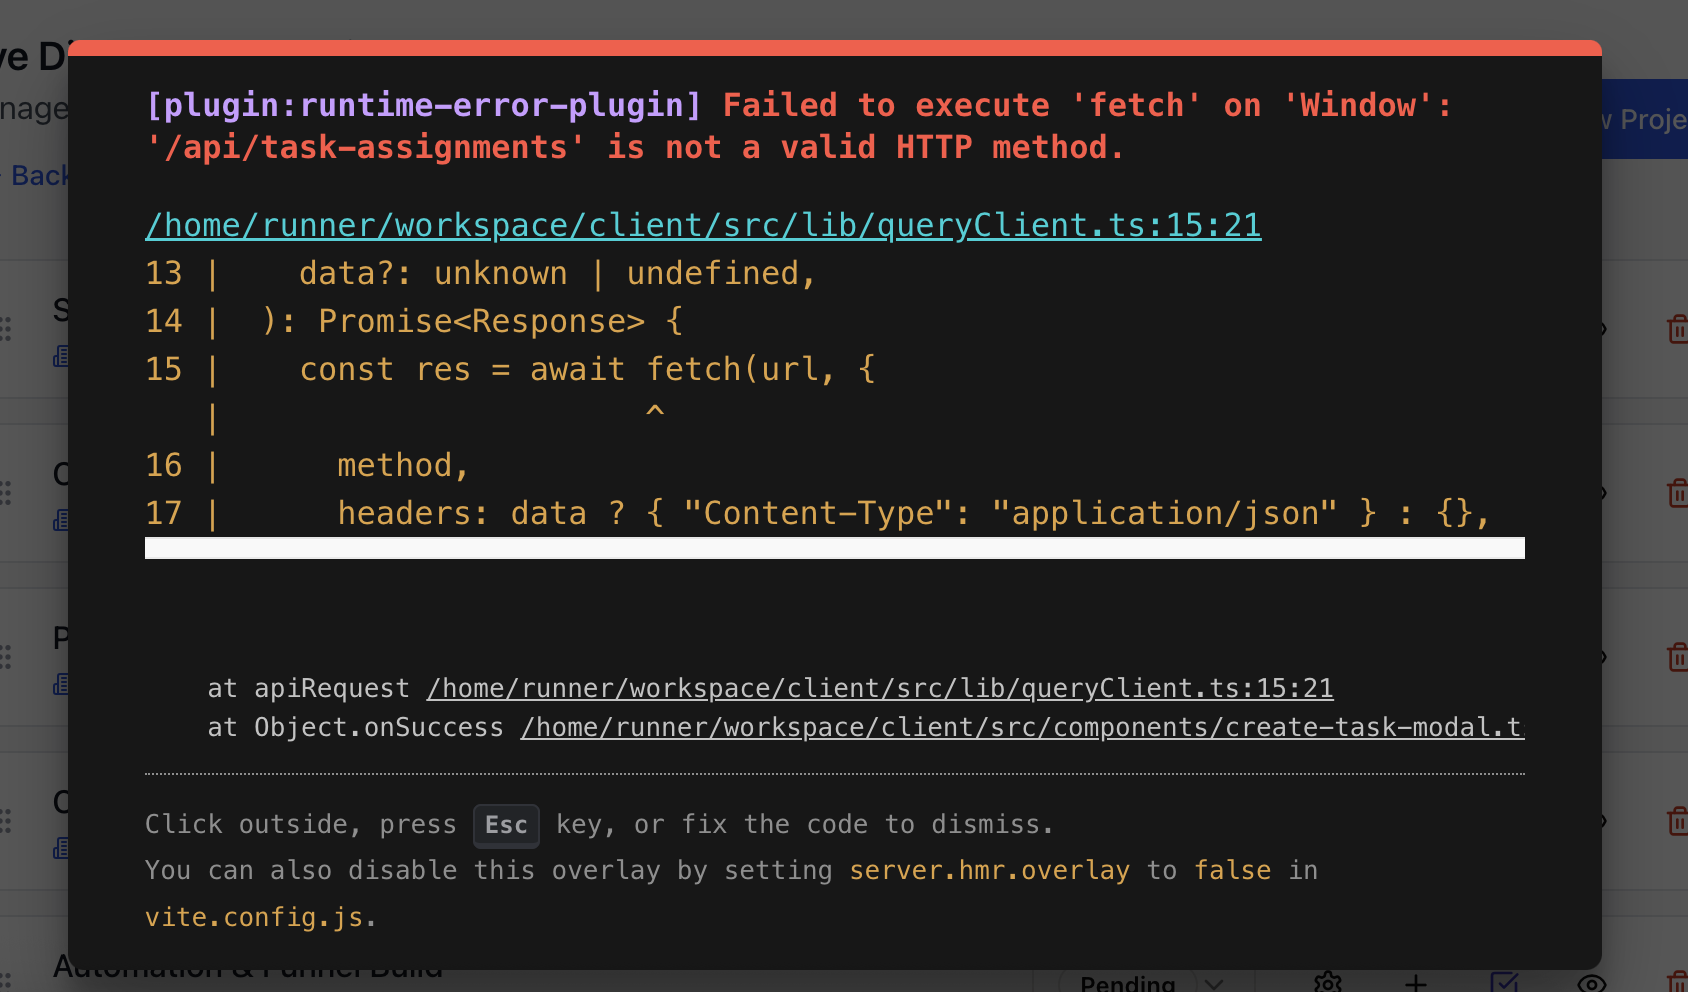 [plugin:runtime-error-plugin] Failed to execute 'fetch' on 'Window':
'/api/task-assignments' is not a valid HTTP method.
Back
/home/runner/workspace/client/src/lib/queryClient.ts:15:21
13 |    data?: unknown | undefined,
14 |  ): Promise<Response> {
15 |    const res = await fetch(url, {
   |                      ^
16 |      method,
17 |      headers: data ? { "Content-Type": "application/json" } : {},
at apiRequest /home/runner/workspace/client/src/lib/queryClient.ts:15:21
at Object.onSuccess /home/runner/workspace/client/src/components/create-task-modal.t
Click outside, press Esc key, or fix the code to dismiss.
You can also disable this overlay by setting server.hmr.overlay to false in
vite.config.js.
Automation & Funnel Build
Pending